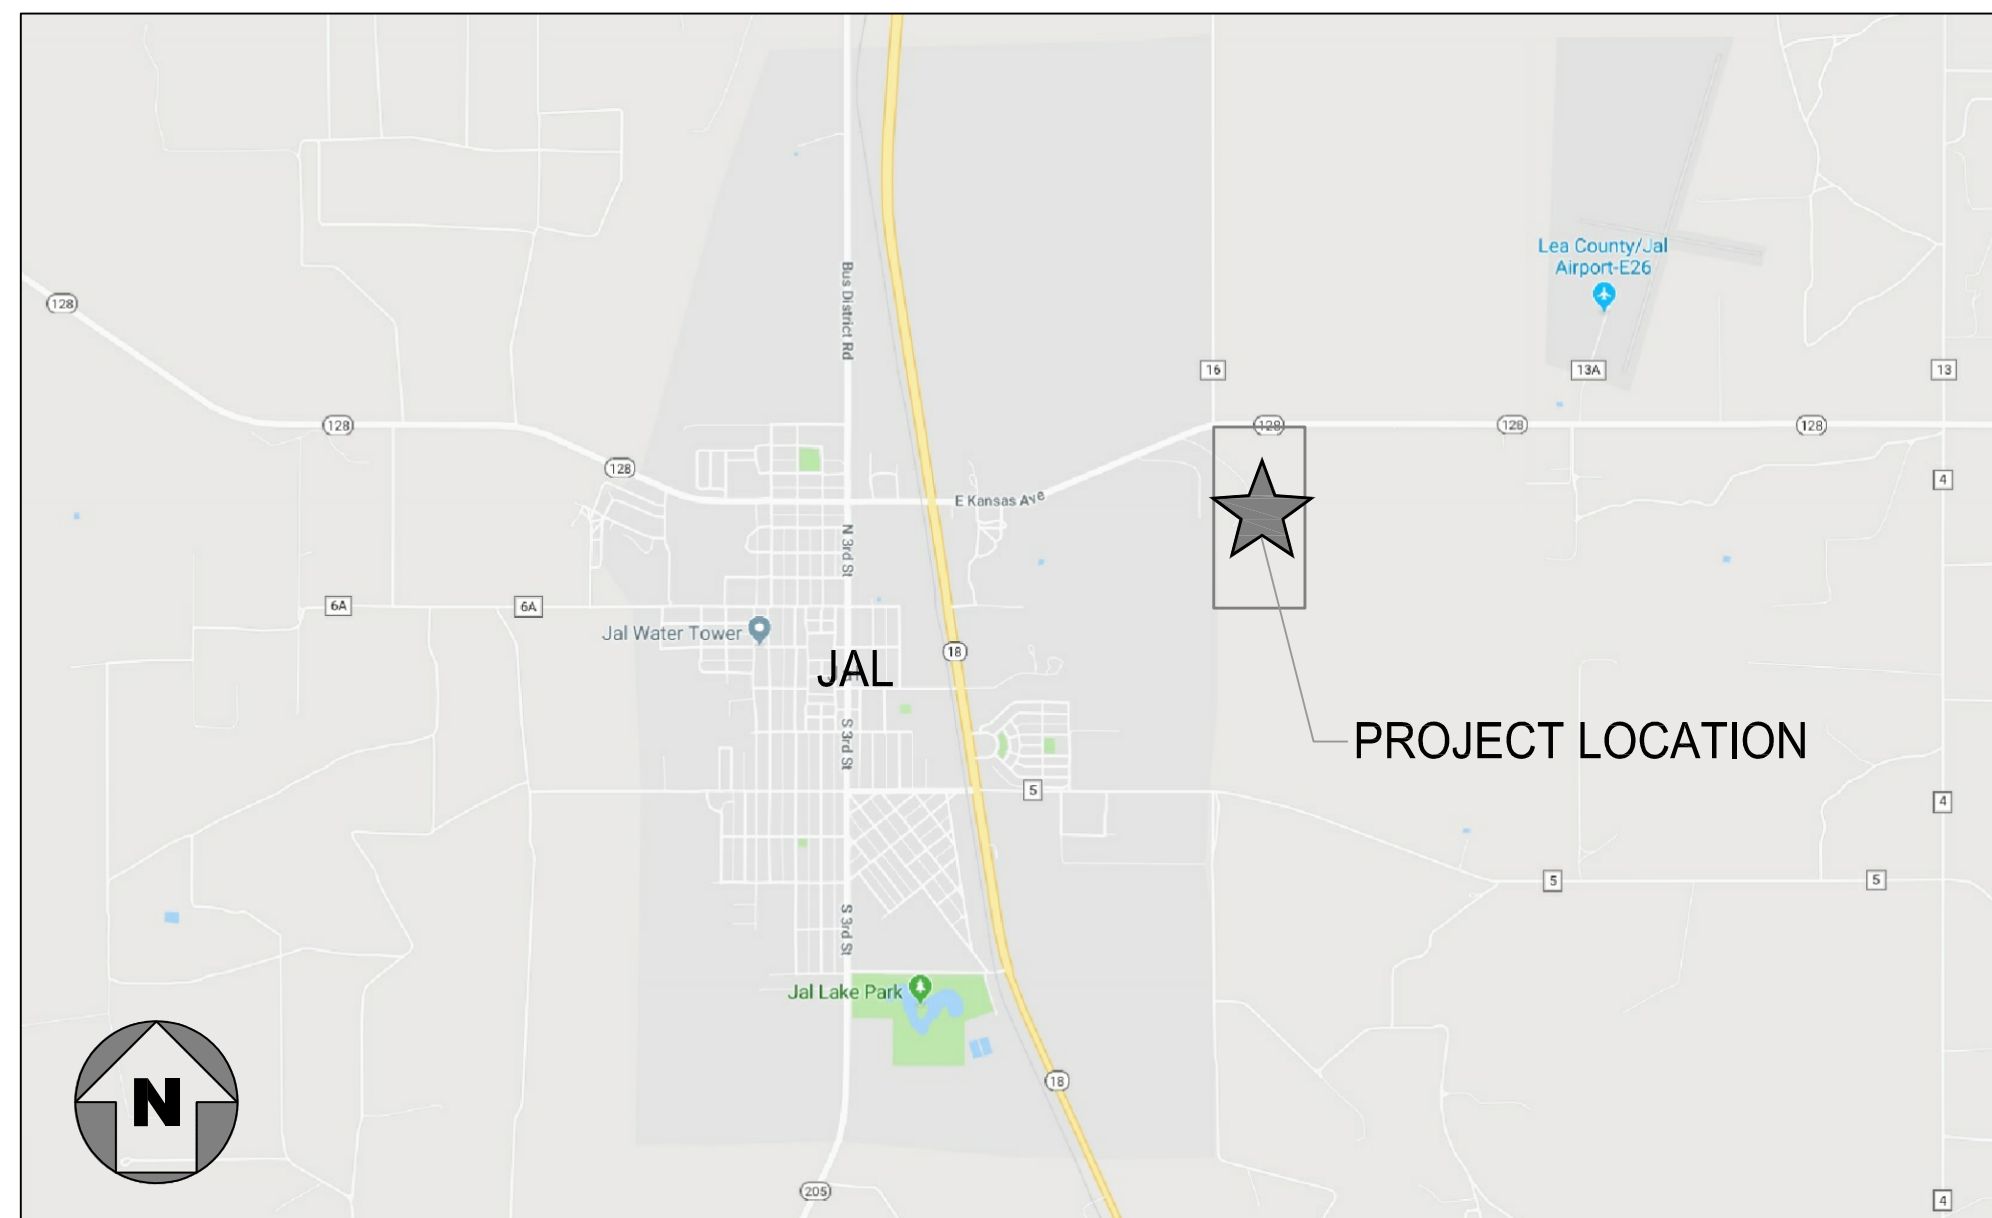 Bus District Rd
Lea County/Jal
Airport-E26
128
16
13A
13
128
128
128
128
128
4
E Kansas Ave
N 3rd St
6A
6A
Jal Water Tower
18
JAL
S 3rd St
PROJECT LOCATION
5
4
5
5
S 3rd St
Jal Lake Park
18
N
205
4